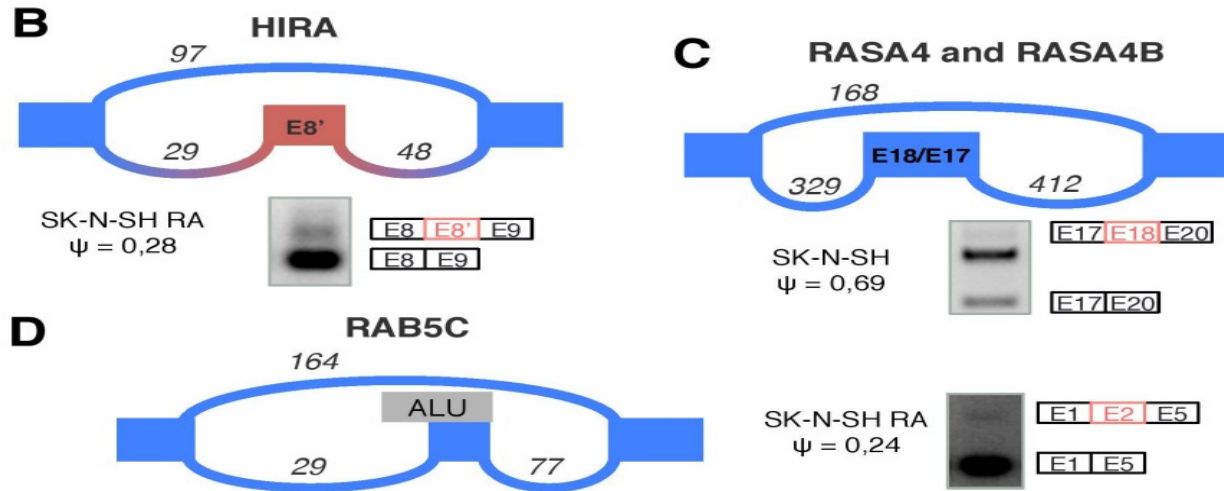 B
HIRA
97
E8’
29
48
SK-N-SH RA
ψ = 0,28
E8 E8’ E9
E8 E9
C
RASA4 and RASA4B
168
E18/E17
329
412
SK-N-SH
ψ = 0,69
E17 E18 E20
E17 E20
D
RAB5C
164
ALU
29
77
SK-N-SH RA
ψ = 0,24
E1 E2 E5
E1 E5